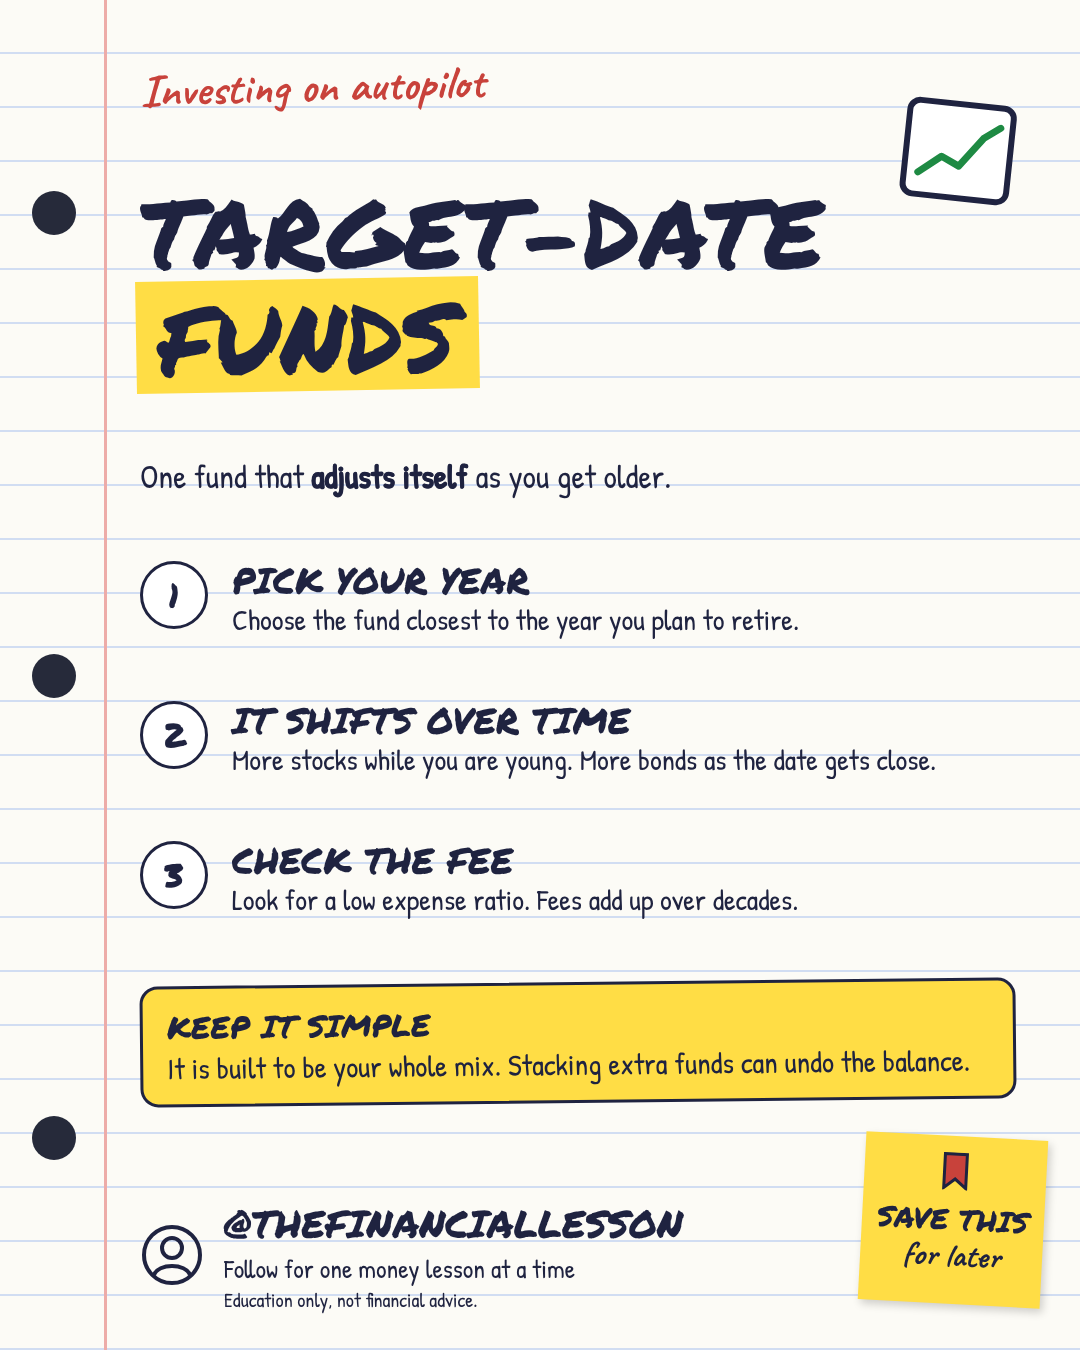 Investing on autopilot
TARGET-DATE
FUNDS
One fund that adjusts itself as you get older.
1
PICK YOUR YEAR
Choose the fund closest to the year you plan to retire.
2
IT SHIFTS OVER TIME
More stocks while you are young. More bonds as the date gets close.
3
CHECK THE FEE
Look for a low expense ratio. Fees add up over decades.
KEEP IT SIMPLE
It is built to be your whole mix. Stacking extra funds can undo the balance.
@THEFINANCIALLESSON
Follow for one money lesson at a time
Education only, not financial advice.
SAVE THIS
for later